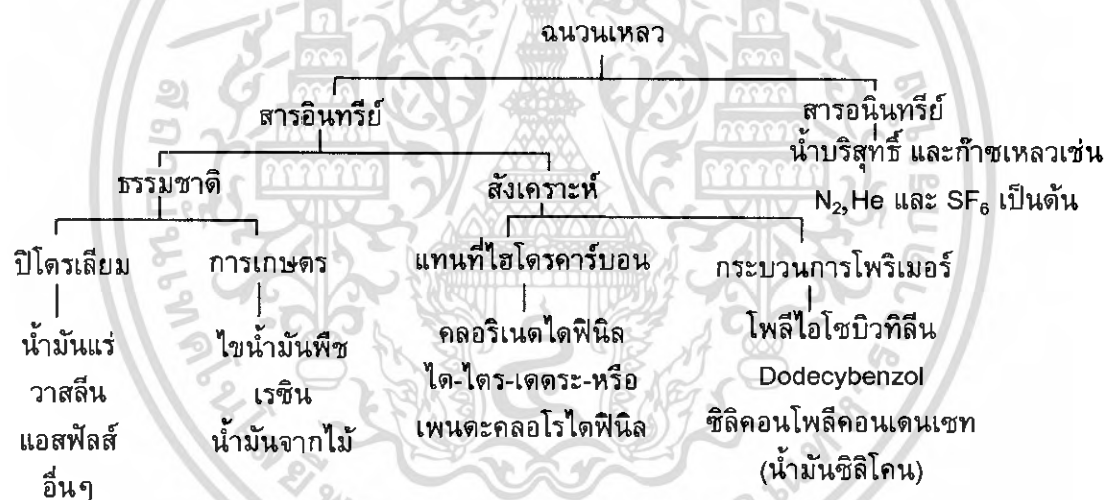 ฉนวนเหลว
สารอินทรีย์
สารอนินทรีย์
น้ำบริสุทธิ์ และก๊าซเหลวเช่น
N₂,He และ SF₆ เป็นต้น
ธรรมชาติ
สังเคราะห์
ปิโตรเลียม
การเกษตร
แทนที่ไฮโดรคาร์บอน
กระบวนการโพริเมอร์
น้ำมันแร่
วาสลีน
แอสฟัลส์
อื่นๆ
ไขน้ำมันพืช
เรซิน
น้ำมันจากไม้
คลอริเนตไดฟินิล
ได-ไตร-เตตระ-หรือ
เพนตะคลอโรไดฟินิล
โพลีไอโซบิวทิลีน
Dodecybenzol
ซิลิคอนโพลีคอนเดนเซท
(น้ำมันซิลิโคน)